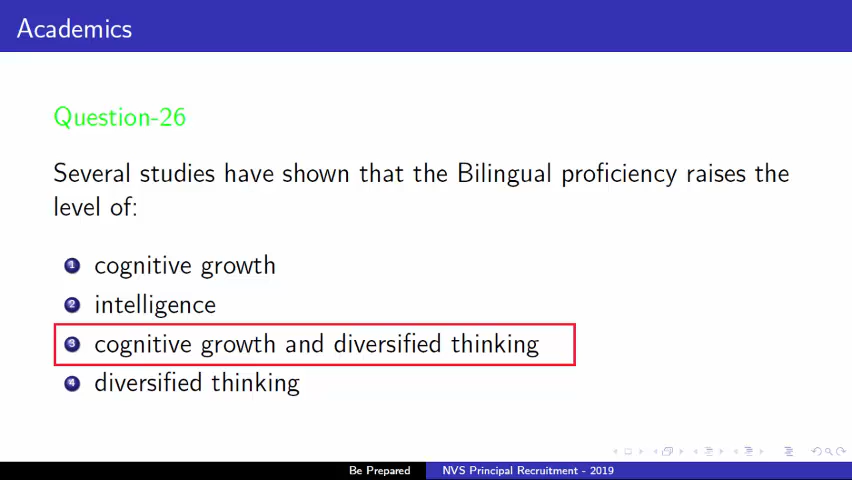 Academics
Question-26
Several studies have shown that the Bilingual proficiency raises the
level of:
1 cognitive growth
2 intelligence
3 cognitive growth and diversified thinking
4 diversified thinking
Be Prepared NVS Principal Recruitment - 2019